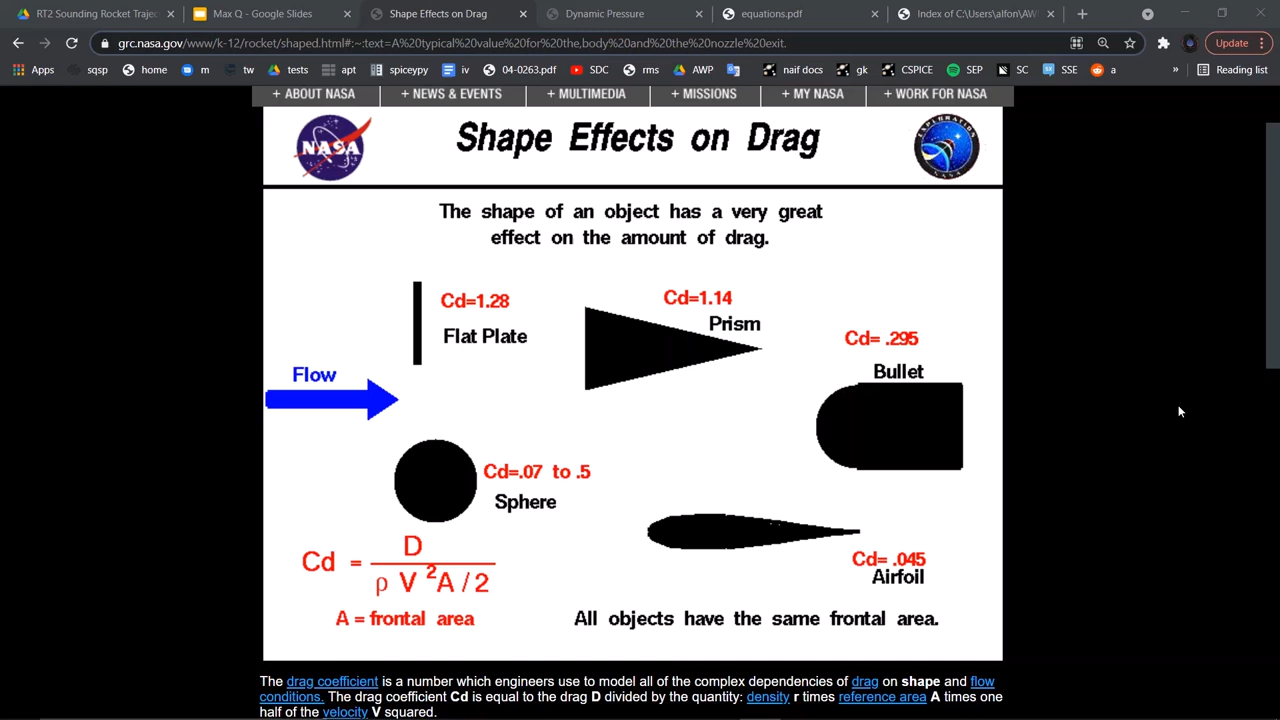 RT2 Sounding Rocket Traje
Max Q - Google Slides
Shape Effects on Drag
Dynamic Pressure
equations.pdf
Index of C:\Users\alfon\AW
grc.nasa.gov/www/k-12/rocket/shaped.html#:~:text=A%20typical%20value%20for%20the,body%20and%20the%20nozzle%20exit.
Update
Apps sqsp home m tw tests apt spiceypy iv 04-0263.pdf SDC rms AWP naif docs gk CSPICE SEP SC SSE a » Reading list
+ ABOUT NASA + NEWS & EVENTS + MULTIMEDIA + MISSIONS + MY NASA + WORK FOR NASA
NASA
Shape Effects on Drag
The shape of an object has a very great
effect on the amount of drag.
Cd=1.28
Flat Plate
Cd=1.14
Prism
Cd= .295
Bullet
Flow
Cd=.07 to .5
Sphere
Cd = D / ρ V ²A / 2
A = frontal area
Cd= .045
Airfoil
All objects have the same frontal area.
The drag coefficient is a number which engineers use to model all of the complex dependencies of drag on shape and flow
conditions. The drag coefficient Cd is equal to the drag D divided by the quantity: density r times reference area A times one
half of the velocity V squared.